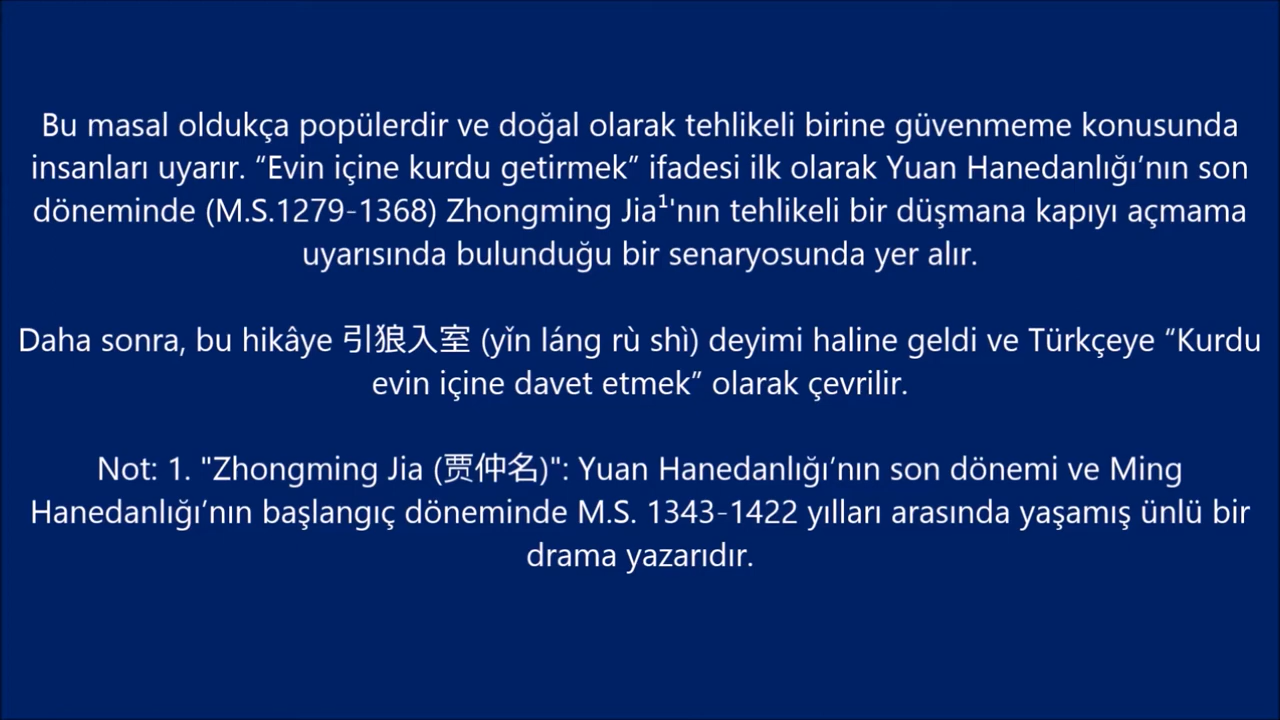 Bu masal oldukça popülerdir ve doğal olarak tehlikeli birine güvenmeme konusunda
insanları uyarır. “Evin içine kurdu getirmek” ifadesi ilk olarak Yuan Hanedanlığı’nın son
döneminde (M.S.1279-1368) Zhongming Jia¹'nın tehlikeli bir düşmana kapıyı açmama
uyarısında bulunduğu bir senaryosunda yer alır.
Daha sonra, bu hikâye 引狼入室 (yǐn láng rù shì) deyimi haline geldi ve Türkçeye “Kurdu
evin içine davet etmek” olarak çevrilir.
Not: 1. "Zhongming Jia (贾仲名)": Yuan Hanedanlığı’nın son dönemi ve Ming
Hanedanlığı’nın başlangıç döneminde M.S. 1343-1422 yılları arasında yaşamış ünlü bir
drama yazarıdır.